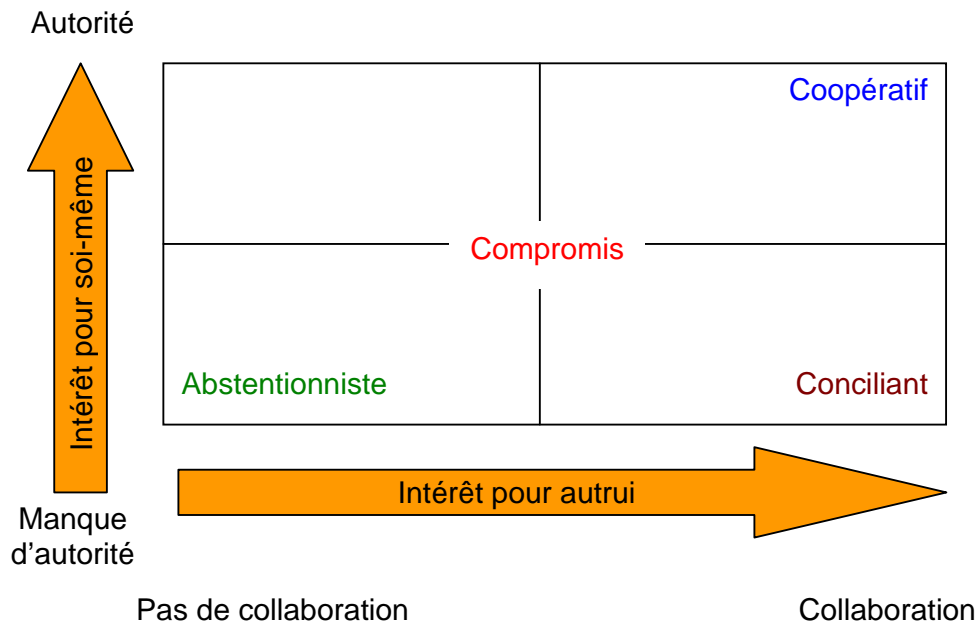 Autorité
Coopératif
Intérêt pour soi-même
Compromis
Abstentionniste
Conciliant
Intérêt pour autrui
Manque
d’autorité
Pas de collaboration
Collaboration